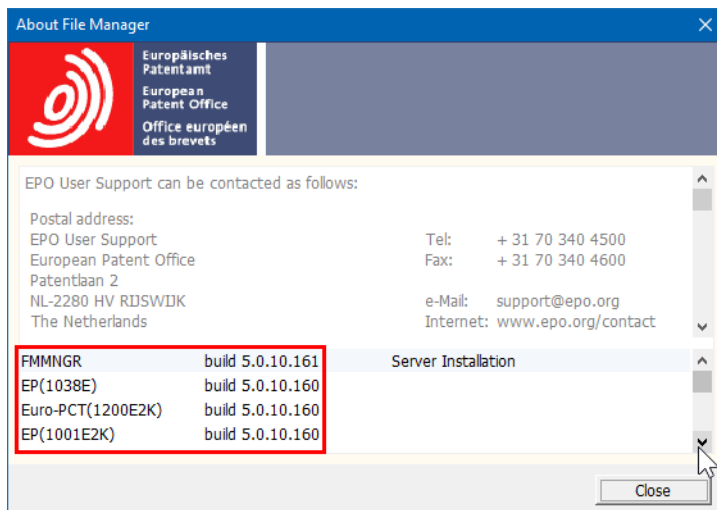 About File Manager
Europäisches
Patentamt
European
Patent Office
Office européen
des brevets
EPO User Support can be contacted as follows:
Postal address:
EPO User Support Tel: + 31 70 340 4500
European Patent Office Fax: + 31 70 340 4600
Patentlaan 2
NL-2280 HV RIJSWIJK e-Mail: support@epo.org
The Netherlands Internet: www.epo.org/contact
FMMNGR build 5.0.10.161 Server Installation
EP(1038E) build 5.0.10.160
Euro-PCT(1200E2K) build 5.0.10.160
EP(1001E2K) build 5.0.10.160
Close